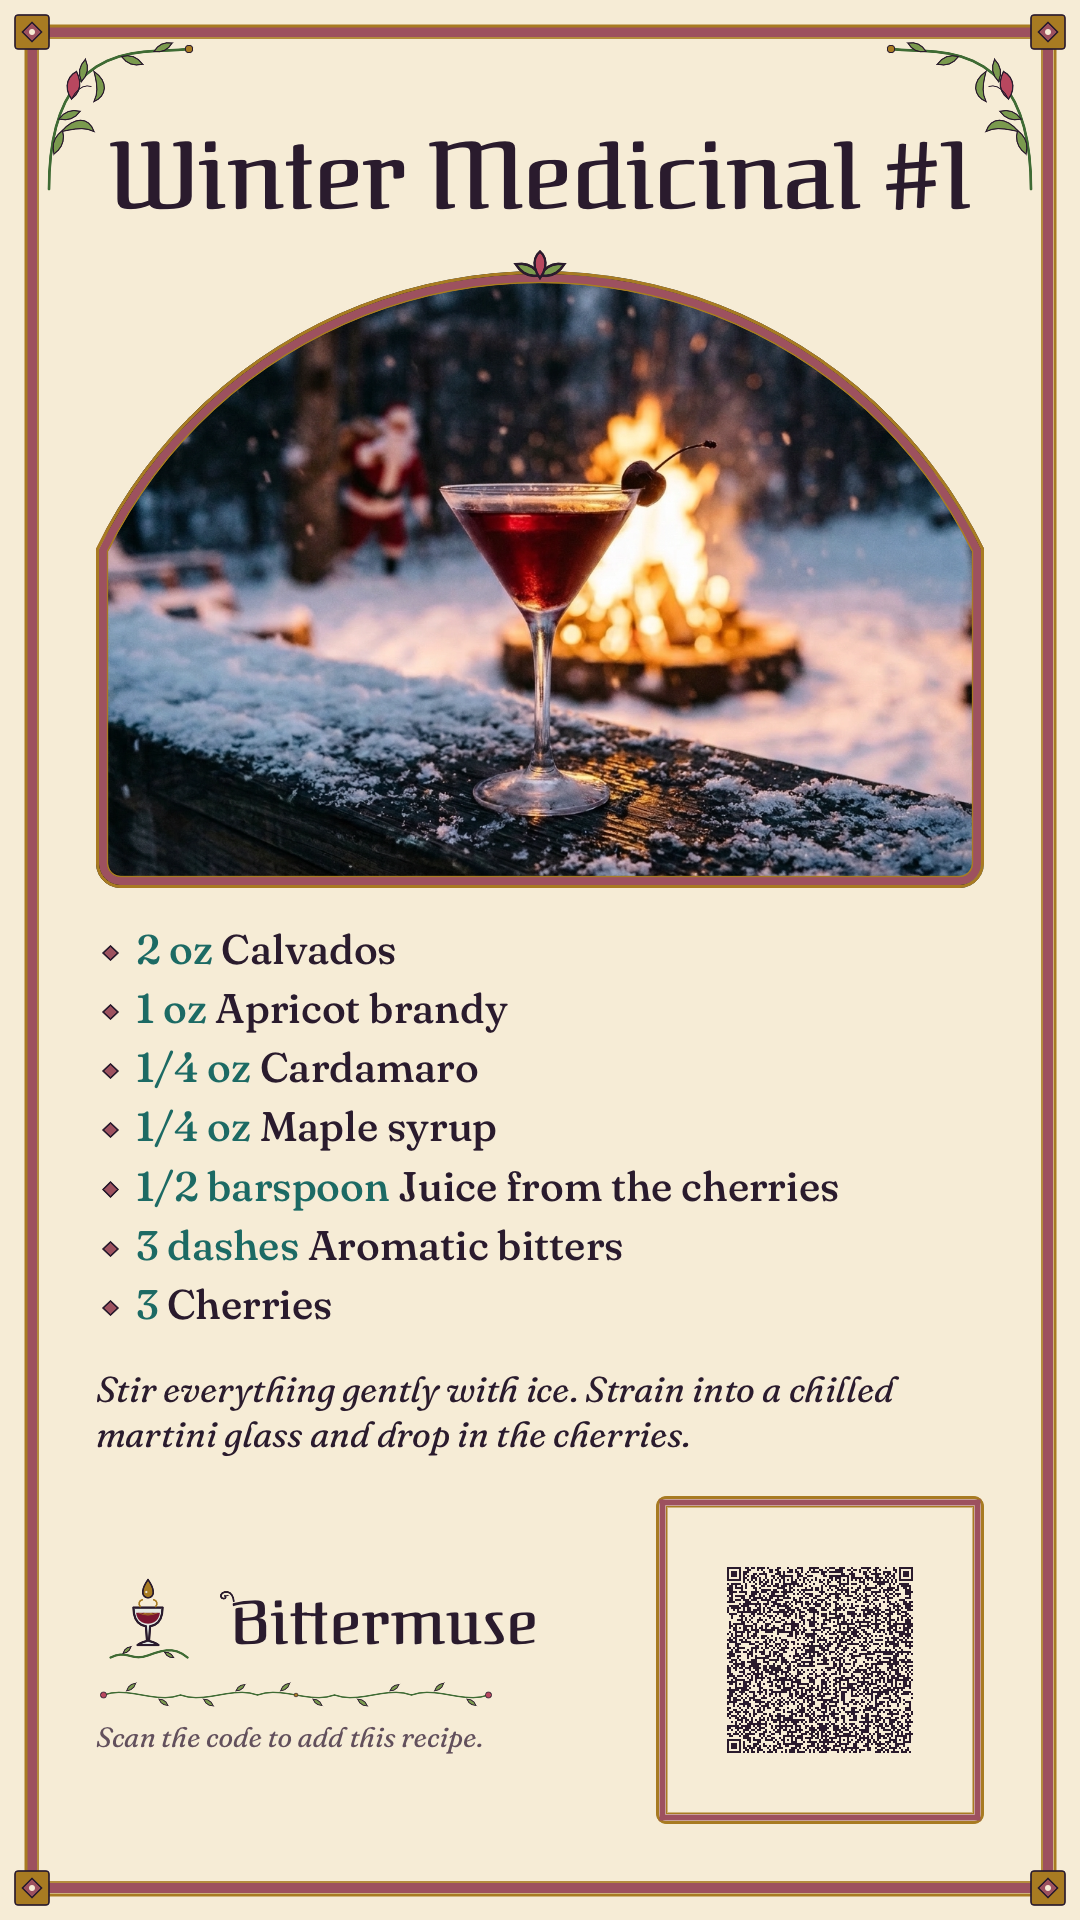 Winter Medicinal #1
2 oz Calvados
1 oz Apricot brandy
1/4 oz Cardamaro
1/4 oz Maple syrup
1/2 barspoon Juice from the cherries
3 dashes Aromatic bitters
3 Cherries
Stir everything gently with ice. Strain into a chilled
martini glass and drop in the cherries.
Bittermuse
Scan the code to add this recipe.